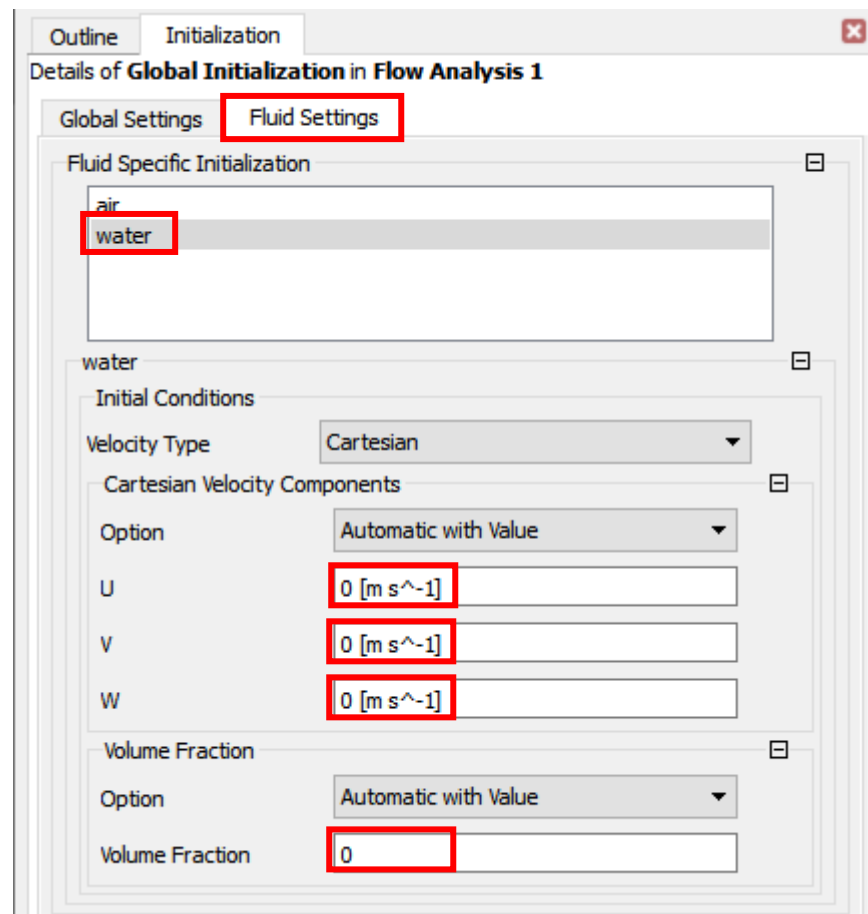 Outline Initialization
Details of Global Initialization in Flow Analysis 1
Global Settings Fluid Settings
Fluid Specific Initialization
air
water
water
Initial Conditions
Velocity Type Cartesian
Cartesian Velocity Components
Option Automatic with Value
U 0 [m s^-1]
V 0 [m s^-1]
W 0 [m s^-1]
Volume Fraction
Option Automatic with Value
Volume Fraction 0